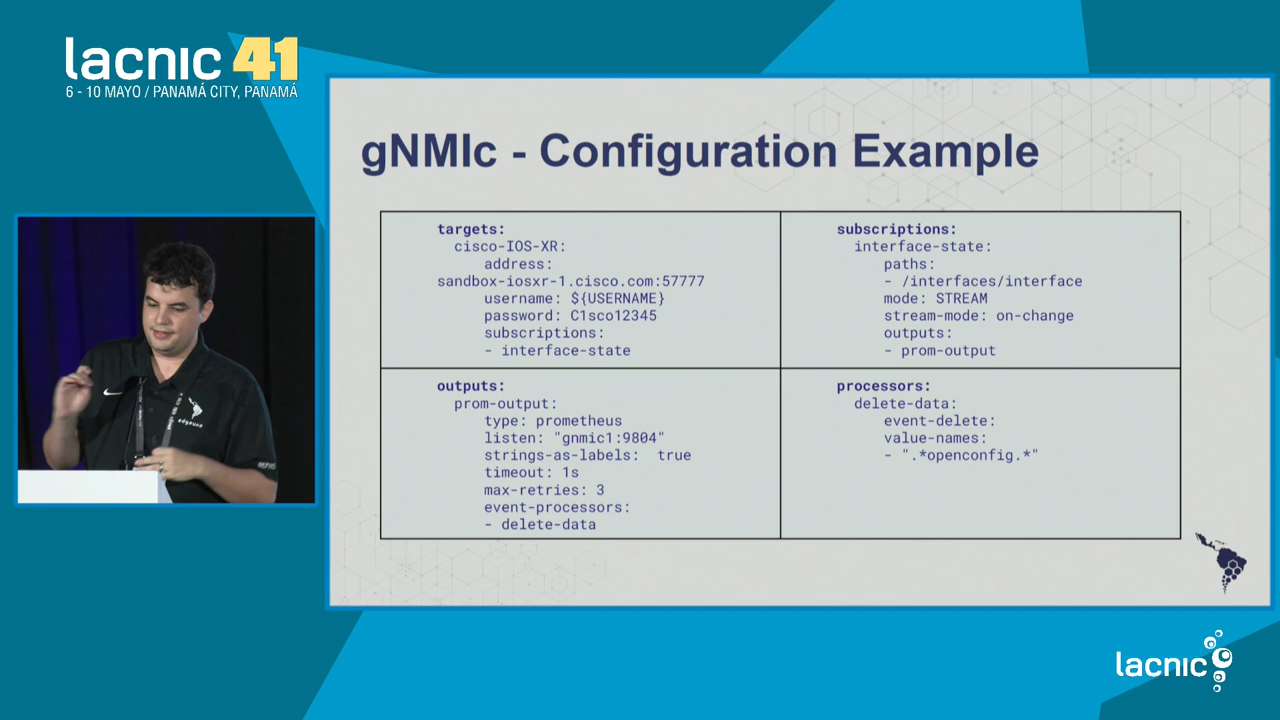 lacnic 41
6 - 10 MAYO / PANAMÁ CITY, PANAMÁ
gNMIc - Configuration Example
targets:
cisco-IOS-XR:
address:
sandbox-iosxr-1.cisco.com:57777
username: ${USERNAME}
password: C1sco12345
subscriptions:
- interface-state
subscriptions:
interface-state:
paths:
- /interfaces/interface
mode: STREAM
stream-mode: on-change
outputs:
- prom-output
outputs:
prom-output:
type: prometheus
listen: "gnmic1:9804"
strings-as-labels: true
timeout: 1s
max-retries: 3
event-processors:
- delete-data
processors:
delete-data:
event-delete:
value-names:
- ".*openconfig.*"
edgeuno
lacnic